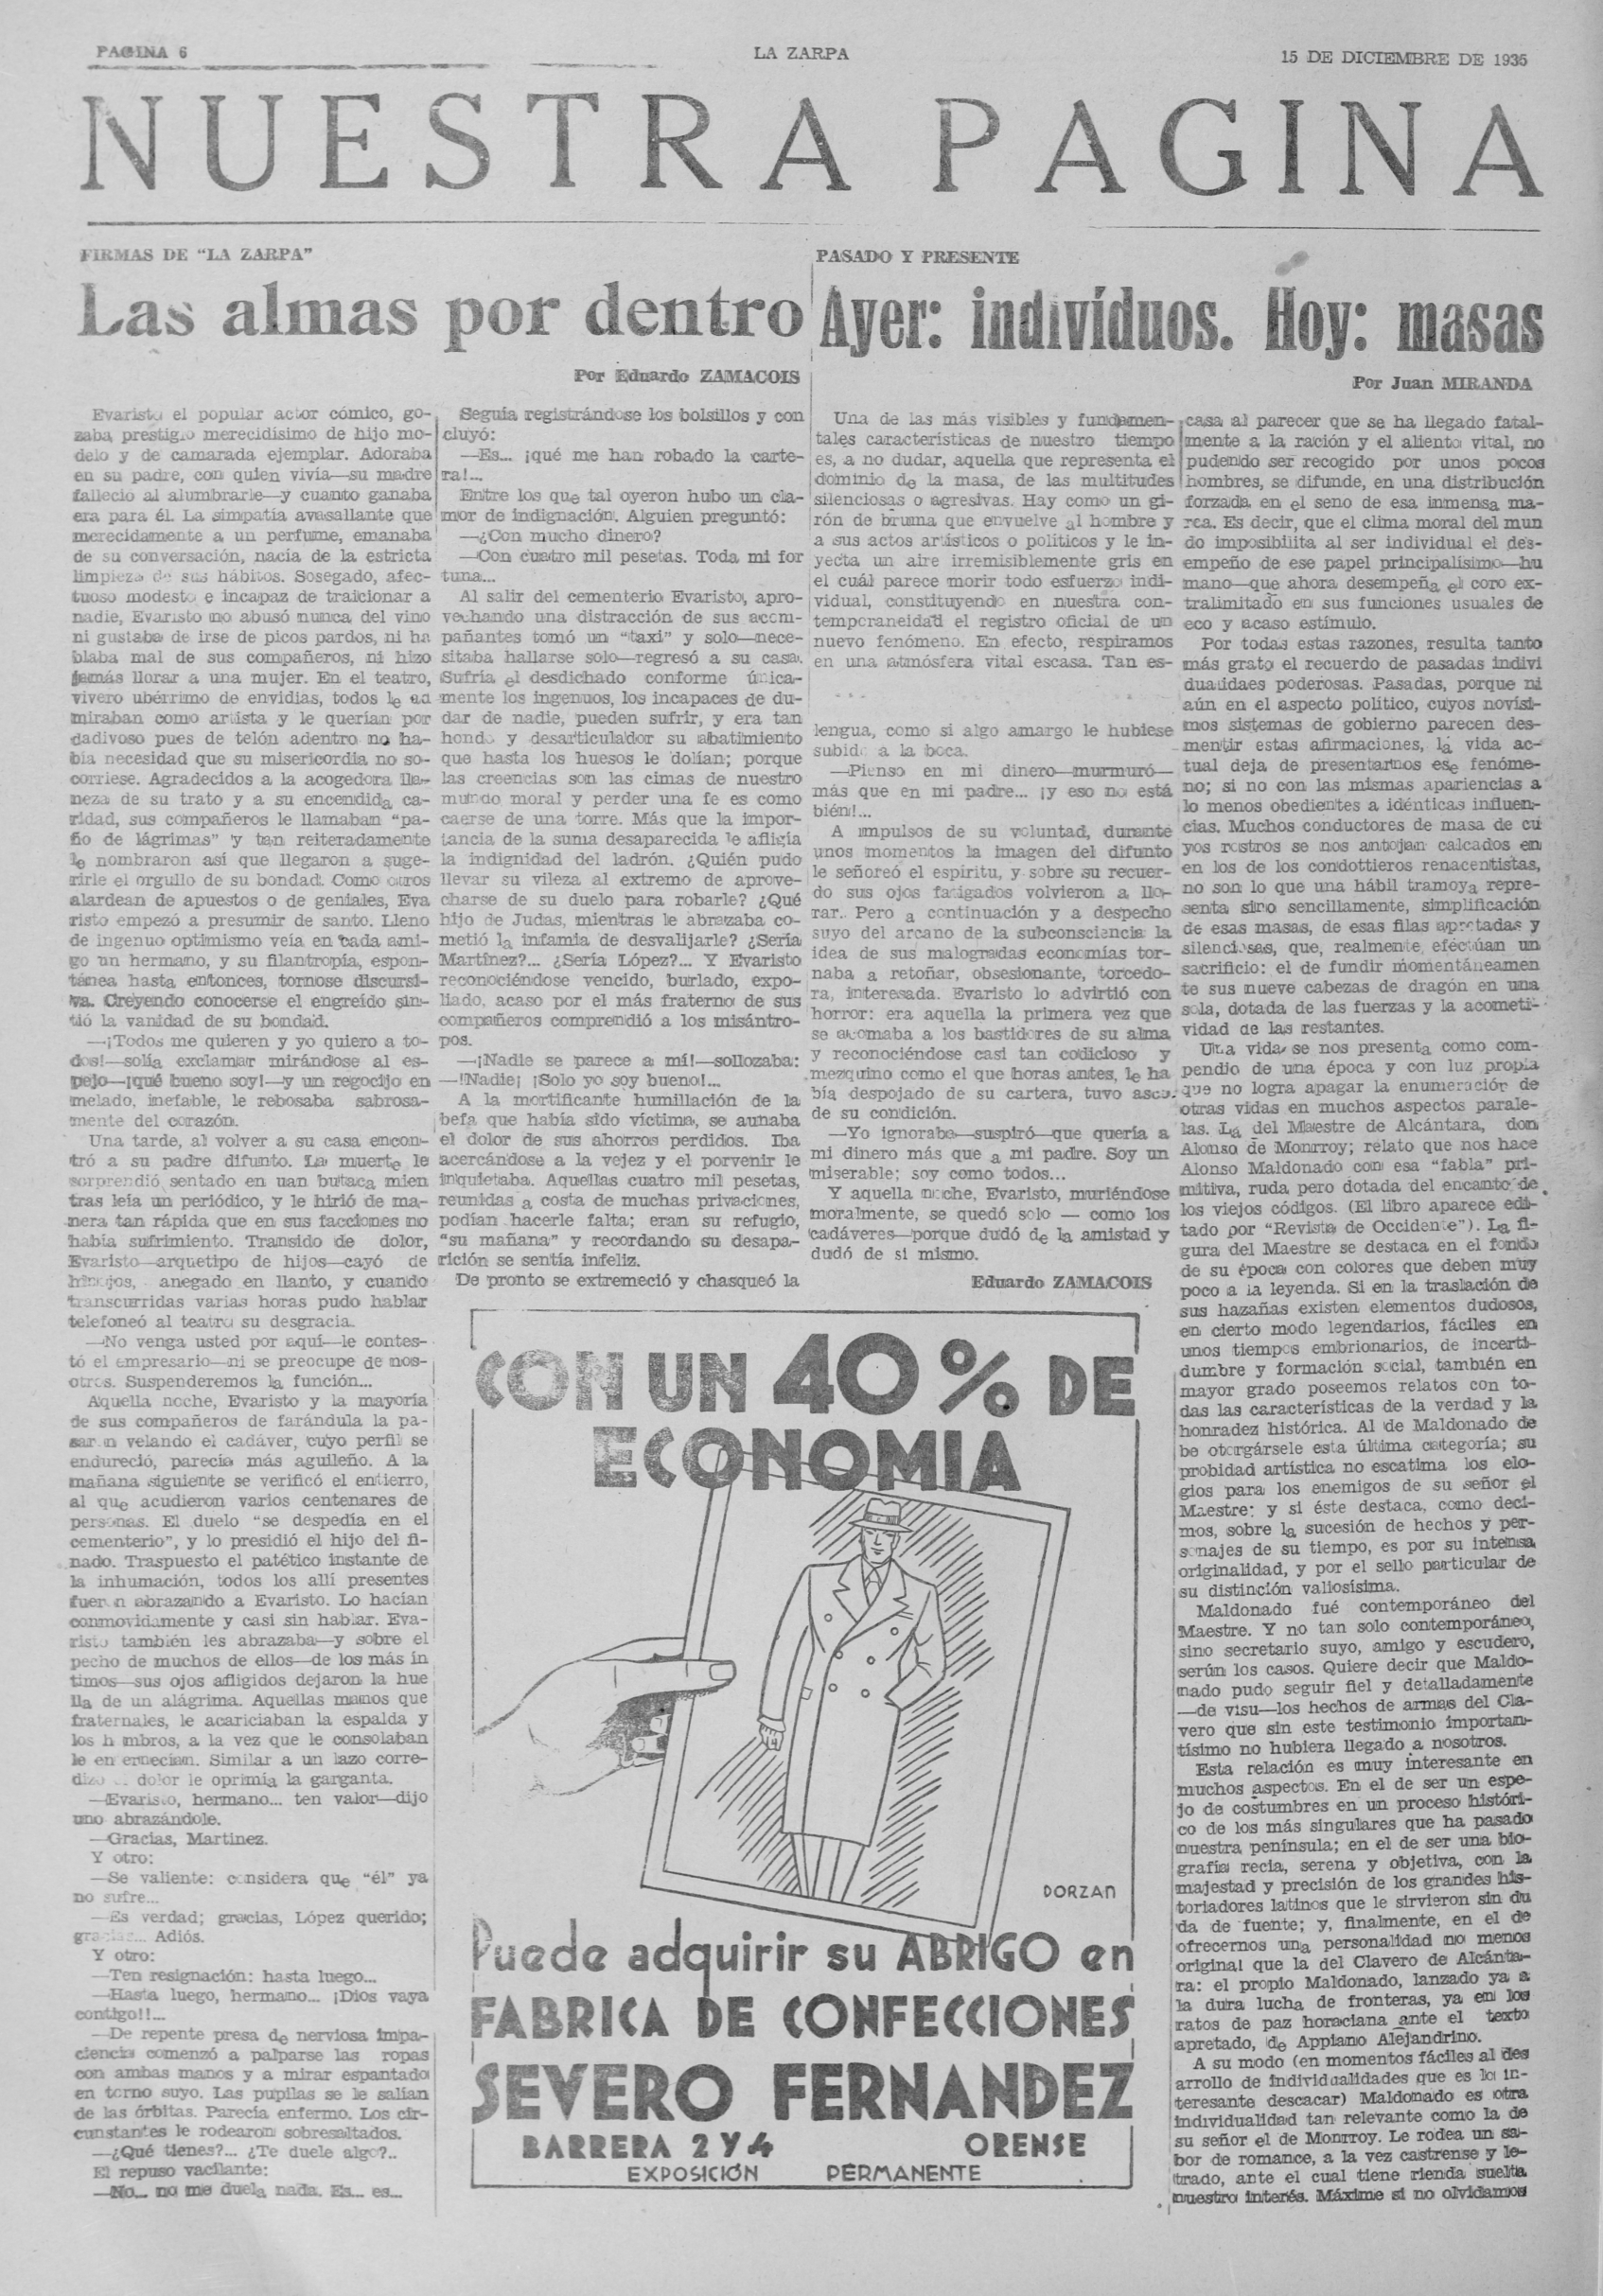 PAGINA 6
LA ZARPA
15 DE DICIEMBRE DE 1935
NUESTRA PAGINA
FIRMAS DE "LA ZARPA"
Las almas por dentro
Por Eduardo ZAMACOIS
Evaristo el popular actor cómico, go-
zaba prestigio merecidísimo de hijo mo-
delo y de camarada ejemplar. Adoraba
en su padre, con quien vivía—su madre
falleció al alumbrarle—y cuanto ganaba
era para él. La simpatía avasallante que
merecidamente a un perfume, emanaba
de su conversación, nacía de la estricta
limpieza de sus hábitos. Sosegado, afec-
tuoso modesto e incapaz de traicionar a
nadie, Evaristo no abusó nunca del vino
ni gustaba de irse de picos pardos, ni ha
blaba mal de sus compañeros, ni hizo
jamás llorar a una mujer. En el teatro,
vivero ubérrimo de envidias, todos le ad
miraban como artista y le querían por
dadivoso pues de telón adentro no ha-
bía necesidad que su misericordia no so-
corriese. Agradecidos a la acogedora lla-
neza de su trato y a su encendida ca-
ridad, sus compañeros le llamaban "pa-
ño de lágrimas" y tan reiteradamente
le nombraron así que llegaron a suge-
rirle el orgullo de su bondad. Como otros
alardean de apuestos o de geniales, Eva
risto empezó a presumir de santo. Lleno
de ingenuo optimismo veía en cada ami-
go un hermano, y su filantropía, espon-
tánea hasta entonces, tornose discursi-
va. Creyendo conocerse el engreído sin-
tió la vanidad de su bondad.
—¡Todos me quieren y yo quiero a to-
dos!—solía exclamar mirándose al es-
pejo—¡qué bueno soy!—y un regocijo en
melado, inefable, le rebosaba sabrosa-
mente del corazón.
Una tarde, al volver a su casa encon-
tró a su padre difunto. La muerte le
sorprendió sentado en uan butaca mien
tras leía un periódico, y le hirió de ma-
nera tan rápida que en sus facciones no
había sufrimiento. Transido de dolor,
Evaristo—arquetipo de hijos—cayó de
hinojos, anegado en llanto, y cuando
transcurridas varias horas pudo hablar
telefoneó al teatro su desgracia.
—No venga usted por aquí—le contes-
tó el empresario—ni se preocupe de nos-
otros. Suspenderemos la función...
Aquella noche, Evaristo y la mayoría
de sus compañeros de farándula la pa-
saron velando el cadáver, cuyo perfil se
endureció, parecía más aguileño. A la
mañana siguiente se verificó el entierro,
al que acudieron varios centenares de
personas. El duelo "se despedía en el
cementerio", y lo presidió el hijo del fi-
nado. Traspuesto el patético instante de
la inhumación, todos los allí presentes
fueron abrazando a Evaristo. Lo hacían
conmovidamente y casi sin hablar. Eva-
risto también les abrazaba—y sobre el
pecho de muchos de ellos—de los más ín
timos—sus ojos afligidos dejaron la hue
lla de un alágrima. Aquellas manos que
fraternales, le acariciaban la espalda y
los hombros, a la vez que le consolaban
le en ernecían. Similar a un lazo corre-
dizo el dolor le oprimía la garganta.
—Evaristo, hermano... ten valor—dijo
uno abrazándole.
—Gracias, Martinez.
Y otro:
—Se valiente: considera que "él" ya
no sufre...
—Es verdad; gracias, López querido;
gracias... Adiós.
Y otro:
—Ten resignación: hasta luego...
—Hasta luego, hermano... ¡Dios vaya
contigo!!...
—De repente presa de nerviosa impa-
ciencia comenzó a palparse las ropas
con ambas manos y a mirar espantado
en torno suyo. Las pupilas se le salían
de las órbitas. Parecía enfermo. Los cir-
cunstantes le rodearon sobresaltados.
—¿Qué tienes?... ¿Te duele algo?..
El repuso vacilante:
—No... no me duela nada. Es... es...
Seguía registrándose los bolsillos y con
cluyó:
—Es... ¡qué me han robado la carte-
ra!...
Entre los que tal oyeron hubo un cla-
mor de indignación. Alguien preguntó:
—¿Con mucho dinero?
—Con cuatro mil pesetas. Toda mi for
tuna...
Al salir del cementerio Evaristo, apro-
vechando una distracción de sus acom-
pañantes tomó un "taxi" y solo—nece-
sitaba hallarse solo—regresó a su casa.
Sufría el desdichado conforme única-
mente los ingenuos, los incapaces de du-
dar de nadie, pueden sufrir, y era tan
hondo y desarticulador su abatimiento
que hasta los huesos le dolían; porque
las creencias son las cimas de nuestro
mundo moral y perder una fe es como
caerse de una torre. Más que la impor-
tancia de la suma desaparecida le afligía
la indignidad del ladrón. ¿Quién pudo
llevar su vileza al extremo de aprove-
charse de su duelo para robarle? ¿Qué
hijo de Judas, mientras le abrazaba co-
metió la infamia de desvalijarle? ¿Sería
Martínez?... ¿Sería López?... Y Evaristo
reconociéndose vencido, burlado, expo-
liado, acaso por el más fraterno de sus
compañeros comprendió a los misántro-
pos.
—¡Nadie se parece a mí!—sollozaba:
—!Nadie¡ ¡Solo yo soy bueno!...
A la mortificante humillación de la
befa que había sido víctima, se aunaba
el dolor de sus ahorros perdidos. Iba
acercándose a la vejez y el porvenir le
inquietaba. Aquellas cuatro mil pesetas,
reunidas a costa de muchas privaciones,
podían hacerle falta; eran su refugio,
"su mañana" y recordando su desapa-
rición se sentía infeliz.
De pronto se extremeció y chasqueó la
lengua, como si algo amargo le hubiese
subido a la boca.
—Pienso en mi dinero—murmuró—
más que en mi padre... ¡y eso no está
bién!...
A impulsos de su voluntad, durante
unos momentos la imagen del difunto
le señoreó el espíritu, y sobre su recuer-
do sus ojos fatigados volvieron a llo-
rar. Pero a continuación y a despecho
suyo del arcano de la subconsciencia la
idea de sus malogradas economías tor-
naba a retoñar, obsesionante, torcedo-
ra, interesada. Evaristo lo advirtió con
horror: era aquella la primera vez que
se asomaba a los bastidores de su alma
y reconociéndose casi tan codicioso y
mezquino como el que horas antes, le ha
bía despojado de su cartera, tuvo asco
de su condición.
—Yo ignoraba—suspiró—que quería a
mi dinero más que a mi padre. Soy un
miserable; soy como todos...
Y aquella noche, Evaristo, muriéndose
moralmente, se quedó solo — como los
cadáveres—porque dudó de la amistad y
dudó de si mismo.
Eduardo ZAMACOIS
PASADO Y PRESENTE
Ayer: indivíduos. Hoy: masas
Por Juan MIRANDA
Una de las más visibles y fundamen-
tales características de nuestro tiempo
es, a no dudar, aquella que representa el
dominio de la masa, de las multitudes
silenciosas o agresivas. Hay como un gi-
rón de bruma que envuelve al hombre y
a sus actos artísticos o políticos y le in-
yecta un aire irremisiblemente gris en
el cuál parece morir todo esfuerzo indi-
vidual, constituyendo en nuestra con-
temporaneidad el registro oficial de un
nuevo fenómeno. En efecto, respiramos
en una atmósfera vital escasa. Tan es-
casa al parecer que se ha llegado fatal-
mente a la ración y el aliento vital, no
pudendo ser recogido por unos pocos
hombres, se difunde, en una distribución
forzada, en el seno de esa inmensa ma-
rca. Es decir, que el clima moral del mun
do imposibilita al ser individual el des-
empeño de ese papel principalísimo—hu
mano—que ahora desempeña el coro ex-
tralimitado en sus funciones usuales de
eco y acaso estímulo.
Por todas estas razones, resulta tanto
más grato el recuerdo de pasadas indivi
dualidaes poderosas. Pasadas, porque ni
aún en el aspecto político, cuyos novísi-
mos sistemas de gobierno parecen des-
mentir estas afirmaciones, la vida ac-
tual deja de presentarnos ese fenóme-
no; si no con las mismas apariencias a
lo menos obedientes a idénticas influen-
cias. Muchos conductores de masa de cu
yos rostros se nos antojan calcados en
en los de los condottieros renacentistas,
no son lo que una hábil tramoya repre-
senta sino sencillamente, simplificación
de esas masas, de esas filas apretadas y
silenciosas, que, realmente, efectúan un
sacrificio: el de fundir momentáneamen
te sus nueve cabezas de dragón en una
sola, dotada de las fuerzas y la acometi-
vidad de las restantes.
Una vida se nos presenta como com-
pendio de una época y con luz propia
que no logra apagar la enumeración de
otras vidas en muchos aspectos parale-
las. La del Maestre de Alcántara, don
Alonso de Monrroy; relato que nos hace
Alonso Maldonado con esa "fabla" pri-
mitiva, ruda pero dotada del encanto de
los viejos códigos. (El libro aparece edi-
tado por "Revista de Occidente"). La fi-
gura del Maestre se destaca en el fondo
de su época con colores que deben muy
poco a la leyenda. Si en la traslación de
sus hazañas existen elementos dudosos,
en cierto modo legendarios, fáciles en
unos tiempos embrionarios, de incerti-
dumbre y formación social, también en
mayor grado poseemos relatos con to-
das las características de la verdad y la
honradez histórica. Al de Maldonado de
be otorgársele esta última categoría; su
probidad artística no escatima los elo-
gios para los enemigos de su señor el
Maestre: y si éste destaca, como deci-
mos, sobre la sucesión de hechos y per-
sonajes de su tiempo, es por su intensa
originalidad, y por el sello particular de
su distinción valiosísima.
Maldonado fué contemporáneo del
Maestre. Y no tan solo contemporáneo,
sino secretario suyo, amigo y escudero,
serún los casos. Quiere decir que Maldo-
nado pudo seguir fiel y detalladamente
—de visu—los hechos de armas del Cla-
vero que sin este testimonio importan-
tísimo no hubiera llegado a nosotros.
Esta relación es muy interesante en
muchos aspectos. En el de ser un espe-
jo de costumbres en un proceso históri-
co de los más singulares que ha pasado
nuestra península; en el de ser una bio-
grafía recia, serena y objetiva, con la
majestad y precisión de los grandes his-
toriadores latinos que le sirvieron sin du
da de fuente; y, finalmente, en el de
ofrecernos una personalidad no menos
original que la del Clavero de Alcánta-
ra: el propio Maldonado, lanzado ya a
la dura lucha de fronteras, ya en los
ratos de paz horaciana ante el texto
apretado, de Appiano Alejandrino.
A su modo (en momentos fáciles al des
arrollo de individualidades que es lo in-
teresante descacar) Maldonado es otra
individualidad tan relevante como la de
su señor el de Monrroy. Le rodea un sa-
bor de romance, a la vez castrense y le-
trado, ante el cual tiene rienda suelta
nuestro interés. Máxime si no olvidamos
CON UN 40 % DE
ECONOMIA
DORZAN
Puede adquirir su ABRIGO en
FABRICA DE CONFECCIONES
SEVERO FERNANDEZ
BARRERA 2 Y 4 ORENSE
EXPOSICIÓN PERMANENTE